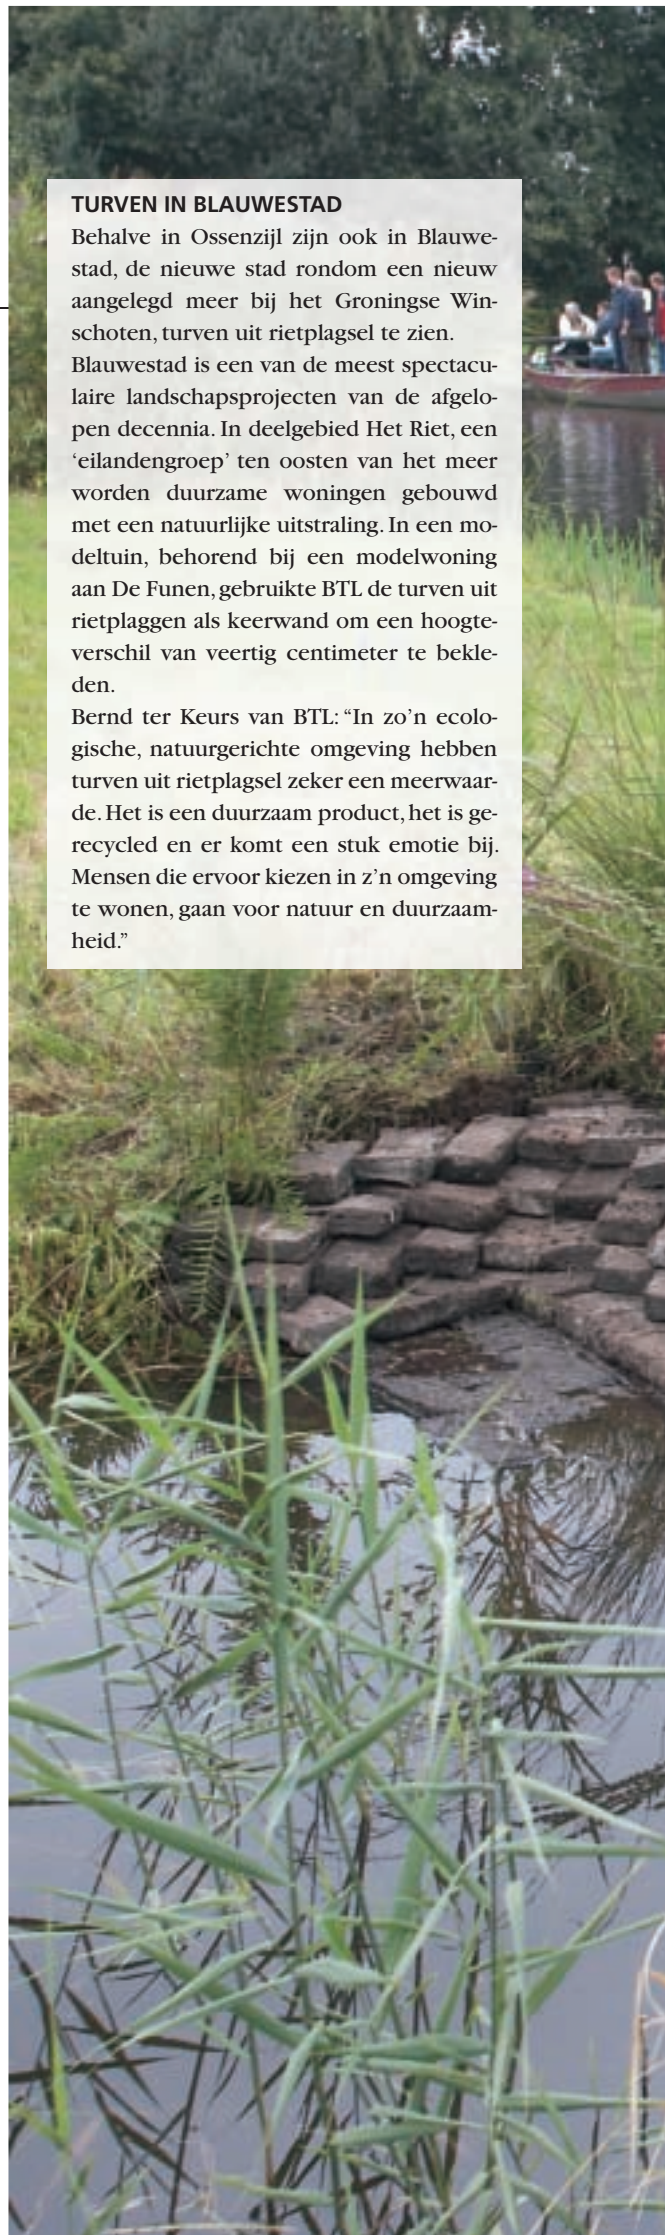 TURVEN IN BLAUWESTAD
Behalve in Ossenzijl zijn ook in Blauwe-
stad, de nieuwe stad rondom een nieuw
aangelegd meer bij het Groningse Win-
schoten, turven uit rietplagsel te zien.
Blauwestad is een van de meest spectacu-
laire landschapsprojecten van de afgelo-
pen decennia. In deelgebied Het Riet, een
‘eilandengroep’ ten oosten van het meer
worden duurzame woningen gebouwd
met een natuurlijke uitstraling. In een mo-
deltuin, behorend bij een modelwoning
aan De Funen, gebruikte BTL de turven uit
rietplaggen als keerwand om een hoogte-
verschil van veertig centimeter te bekle-
den.
Bernd ter Keurs van BTL: “In zo’n ecolo-
gische, natuurgerichte omgeving hebben
turven uit rietplagsel zeker een meerwaar-
de. Het is een duurzaam product, het is ge-
recycled en er komt een stuk emotie bij.
Mensen die ervoor kiezen in z’n omgeving
te wonen, gaan voor natuur en duurzaam-
heid.”